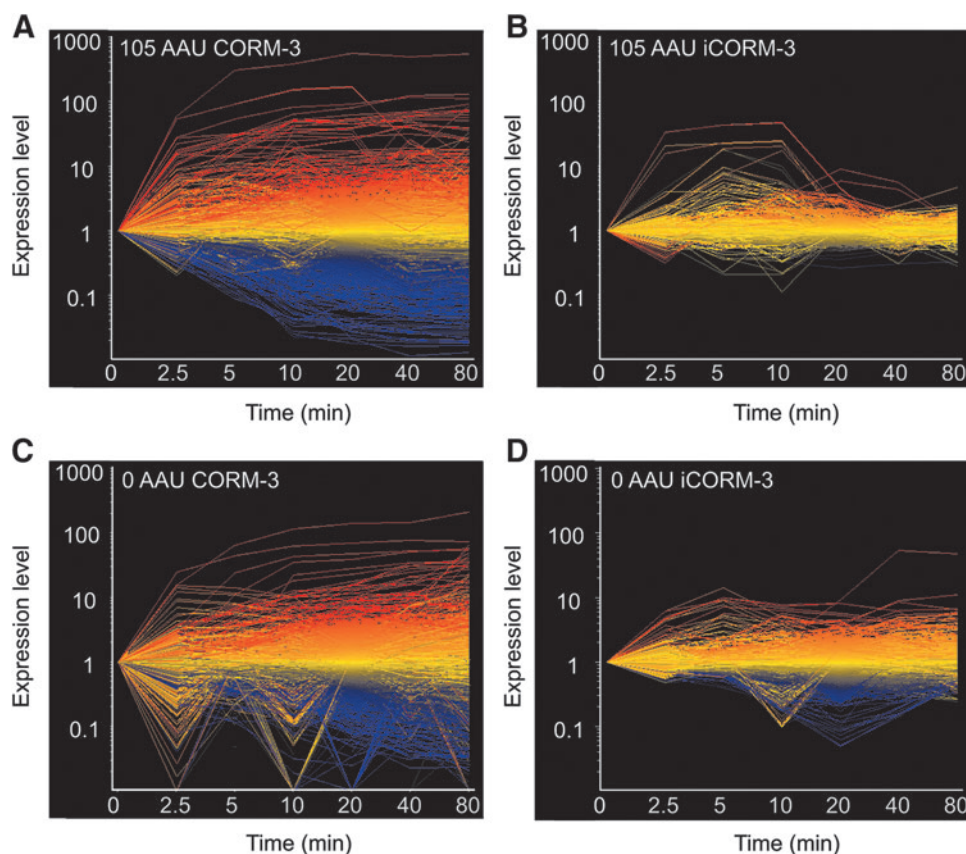 A
105 AAU CORM-3
1000
100
10
1
0.1
Expression level
0 2.5 5 10 20 40 80
Time (min)
B
105 AAU iCORM-3
1000
100
10
1
0.1
Expression level
0 2.5 5 10 20 40 80
Time (min)
C
0 AAU CORM-3
1000
100
10
1
0.1
Expression level
0 2.5 5 10 20 40 80
Time (min)
D
0 AAU iCORM-3
1000
100
10
1
0.1
Expression level
0 2.5 5 10 20 40 80
Time (min)